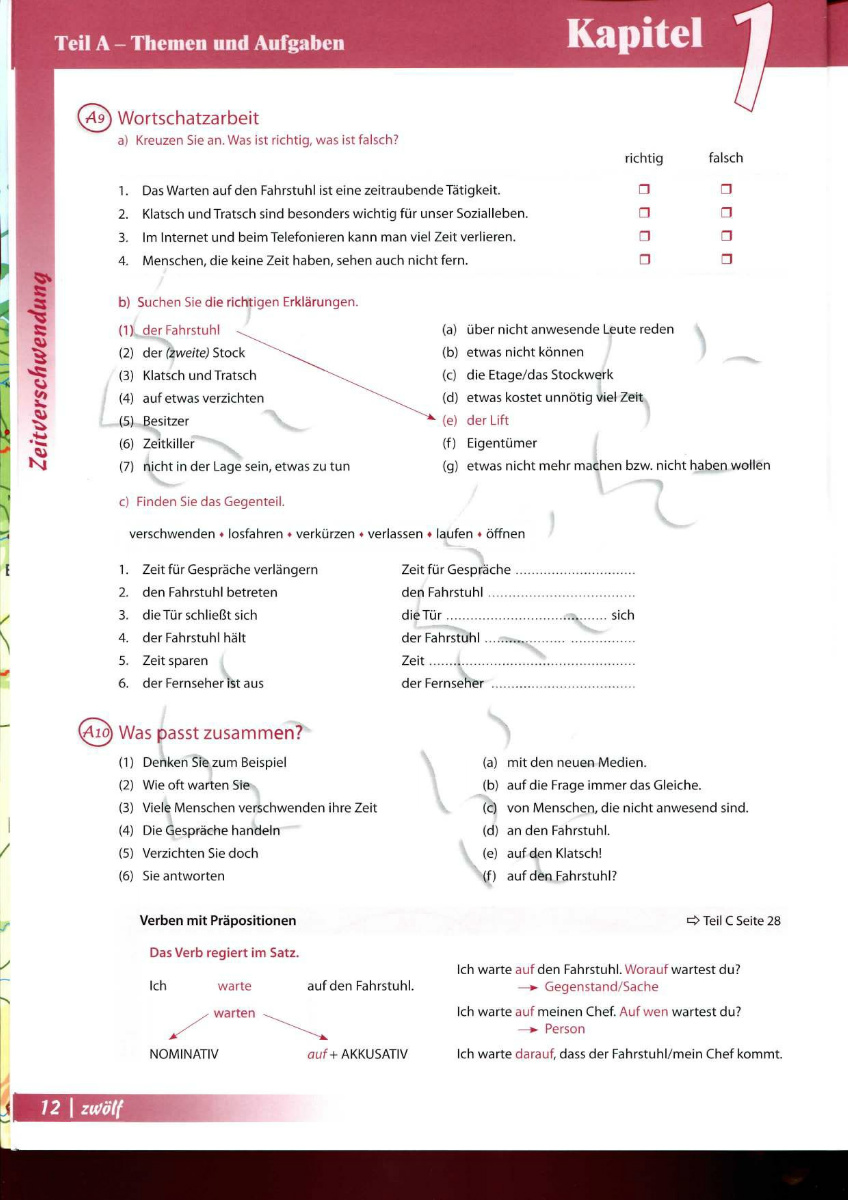 Teil A – Themen und Aufgaben
Kapitel 1
Zeitverschwendung
A9 Wortschatzarbeit
a) Kreuzen Sie an. Was ist richtig, was ist falsch?
richtig falsch
1. Das Warten auf den Fahrstuhl ist eine zeitraubende Tätigkeit. ❒ ❒
2. Klatsch und Tratsch sind besonders wichtig für unser Sozialleben. ❒ ❒
3. Im Internet und beim Telefonieren kann man viel Zeit verlieren. ❒ ❒
4. Menschen, die keine Zeit haben, sehen auch nicht fern. ❒ ❒
b) Suchen Sie die richtigen Erklärungen.
(1) der Fahrstuhl (a) über nicht anwesende Leute reden
(2) der (zweite) Stock (b) etwas nicht können
(3) Klatsch und Tratsch (c) die Etage/das Stockwerk
(4) auf etwas verzichten (d) etwas kostet unnötig viel Zeit
(5) Besitzer (e) der Lift
(6) Zeitkiller (f) Eigentümer
(7) nicht in der Lage sein, etwas zu tun (g) etwas nicht mehr machen bzw. nicht haben wollen
c) Finden Sie das Gegenteil.
verschwenden ♦ losfahren ♦ verkürzen ♦ verlassen ♦ laufen ♦ öffnen
1. Zeit für Gespräche verlängern Zeit für Gespräche ..............................
2. den Fahrstuhl betreten den Fahrstuhl .....................................
3. die Tür schließt sich die Tür ........................................ sich
4. der Fahrstuhl hält der Fahrstuhl .................... ................
5. Zeit sparen Zeit ....................................................
6. der Fernseher ist aus der Fernseher ....................................
A10 Was passt zusammen?
(1) Denken Sie zum Beispiel (a) mit den neuen Medien.
(2) Wie oft warten Sie (b) auf die Frage immer das Gleiche.
(3) Viele Menschen verschwenden ihre Zeit (c) von Menschen, die nicht anwesend sind.
(4) Die Gespräche handeln (d) an den Fahrstuhl.
(5) Verzichten Sie doch (e) auf den Klatsch!
(6) Sie antworten (f) auf den Fahrstuhl?
Verben mit Präpositionen ⇨ Teil C Seite 28
Das Verb regiert im Satz.
Ich warte auf den Fahrstuhl.
warten
NOMINATIV auf + AKKUSATIV
Ich warte auf den Fahrstuhl. Worauf wartest du?
→ Gegenstand/Sache
Ich warte auf meinen Chef. Auf wen wartest du?
→ Person
Ich warte darauf, dass der Fahrstuhl/mein Chef kommt.
12 | zwölf